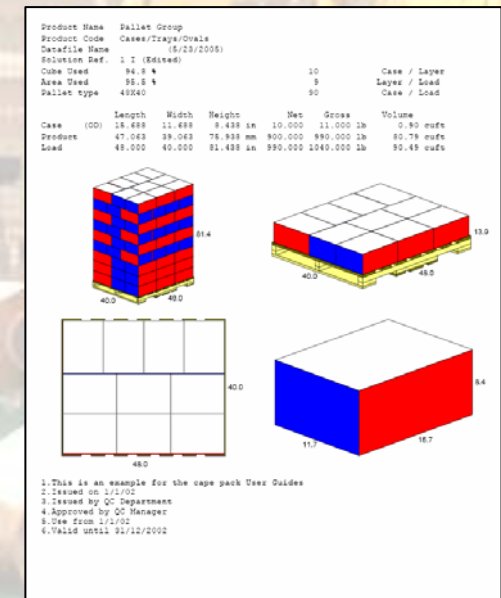 Product Name Pallet Group
Product Code Cases/Trays/Ovals
Datafile Name (5/23/2005)
Solution Ref. 1 I (Edited)
Cube Used 94.8 % 10 Case / Layer
Area Used 95.5 % 9 Layer / Load
Pallet type 48X40 90 Case / Load
Length Width Height Net Gross Volume
Case (OD) 15.688 11.688 8.438 in 10.000 11.000 lb 0.90 cuft
Product 47.063 39.063 75.938 mm 900.000 990.000 lb 80.79 cuft
Load 48.000 40.000 81.438 in 990.000 1040.000 lb 90.49 cuft
81.4
40.0
48.0
13.9
40.0
48.0
40.0
48.0
8.4
11.7
15.7
1.This is an example for the cape pack User Guides
2.Issued on 1/1/02
3.Issued by QC Department
4.Approved by QC Manager
5.Use from 1/1/02
6.Valid until 31/12/2002